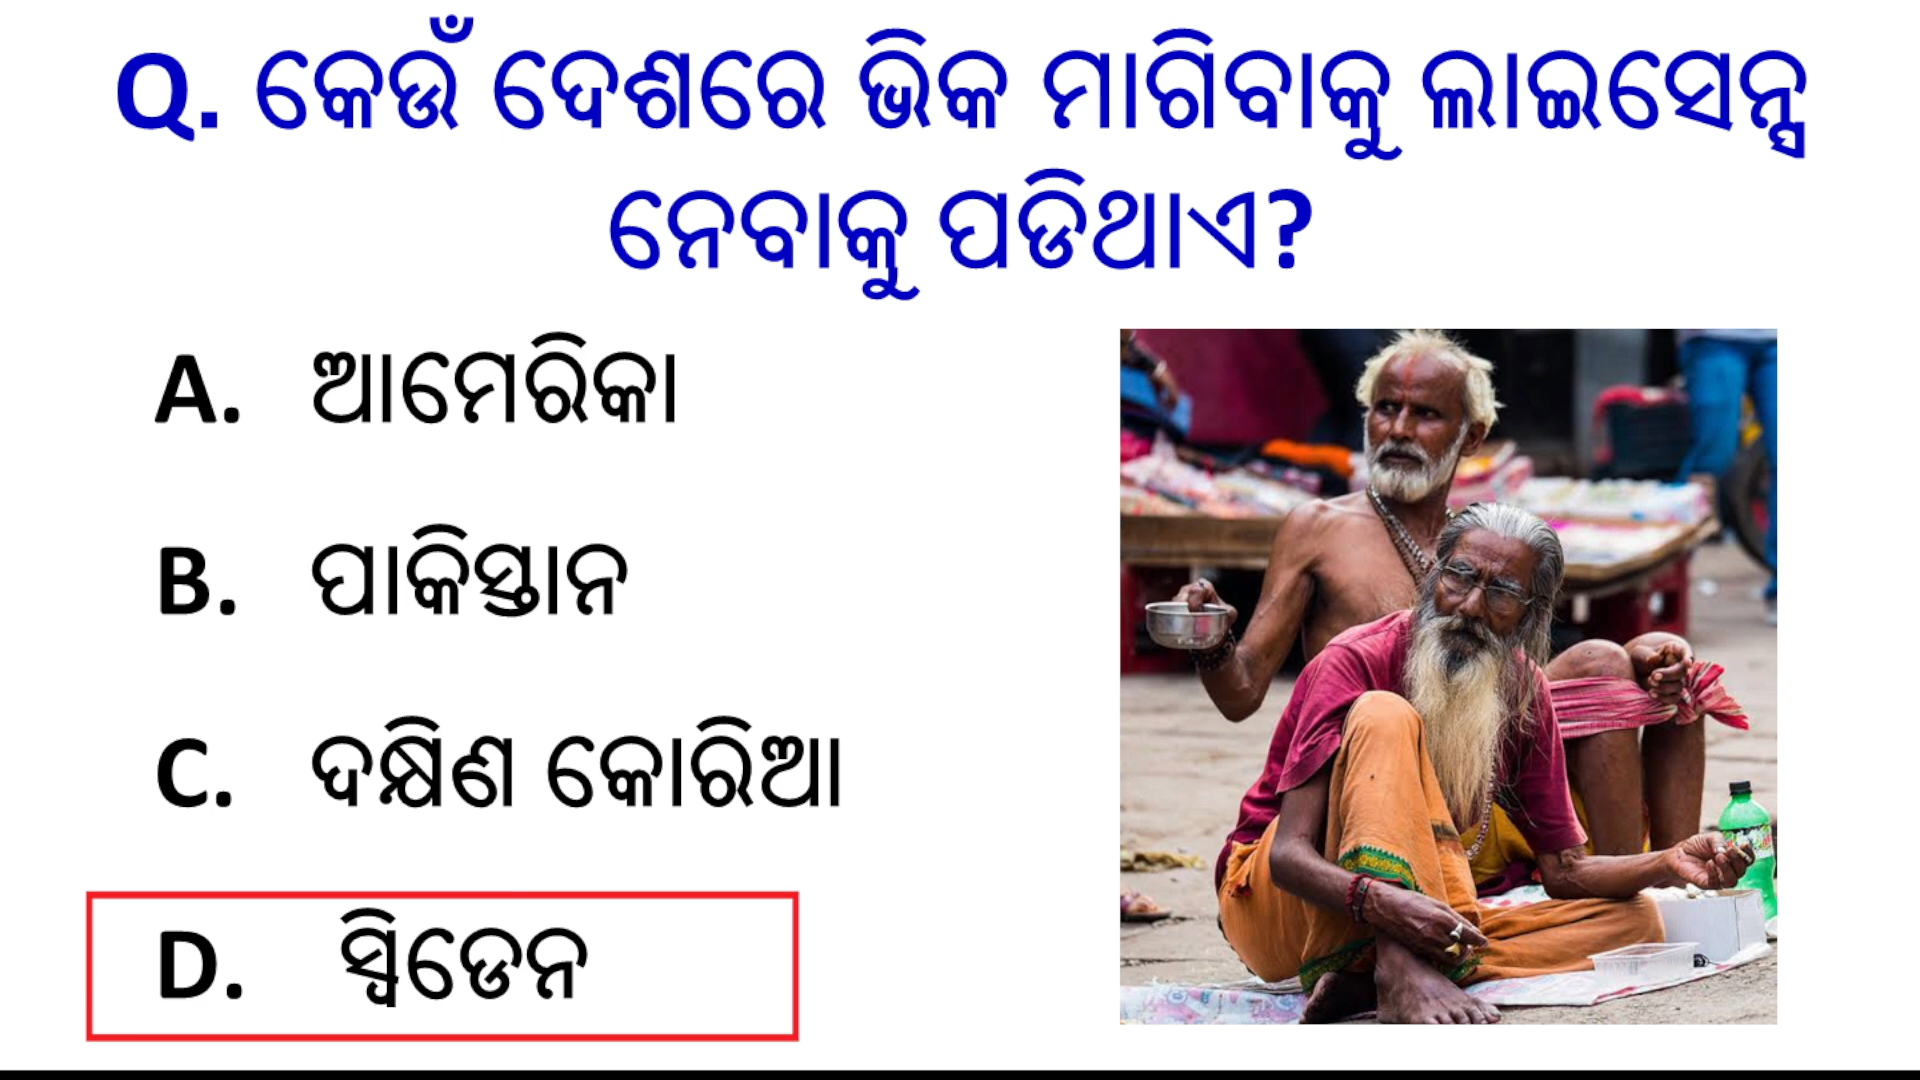 Q. କେଉଁ ଦେଶରେ ଭିକ ମାଗିବାକୁ ଲାଇସେନ୍ସ
ନେବାକୁ ପଡିଥାଏ?
A. ଆମେରିକା
B. ପାକିସ୍ତାନ
C. ଦକ୍ଷିଣ କୋରିଆ
D. ସ୍ୱିଡେନ